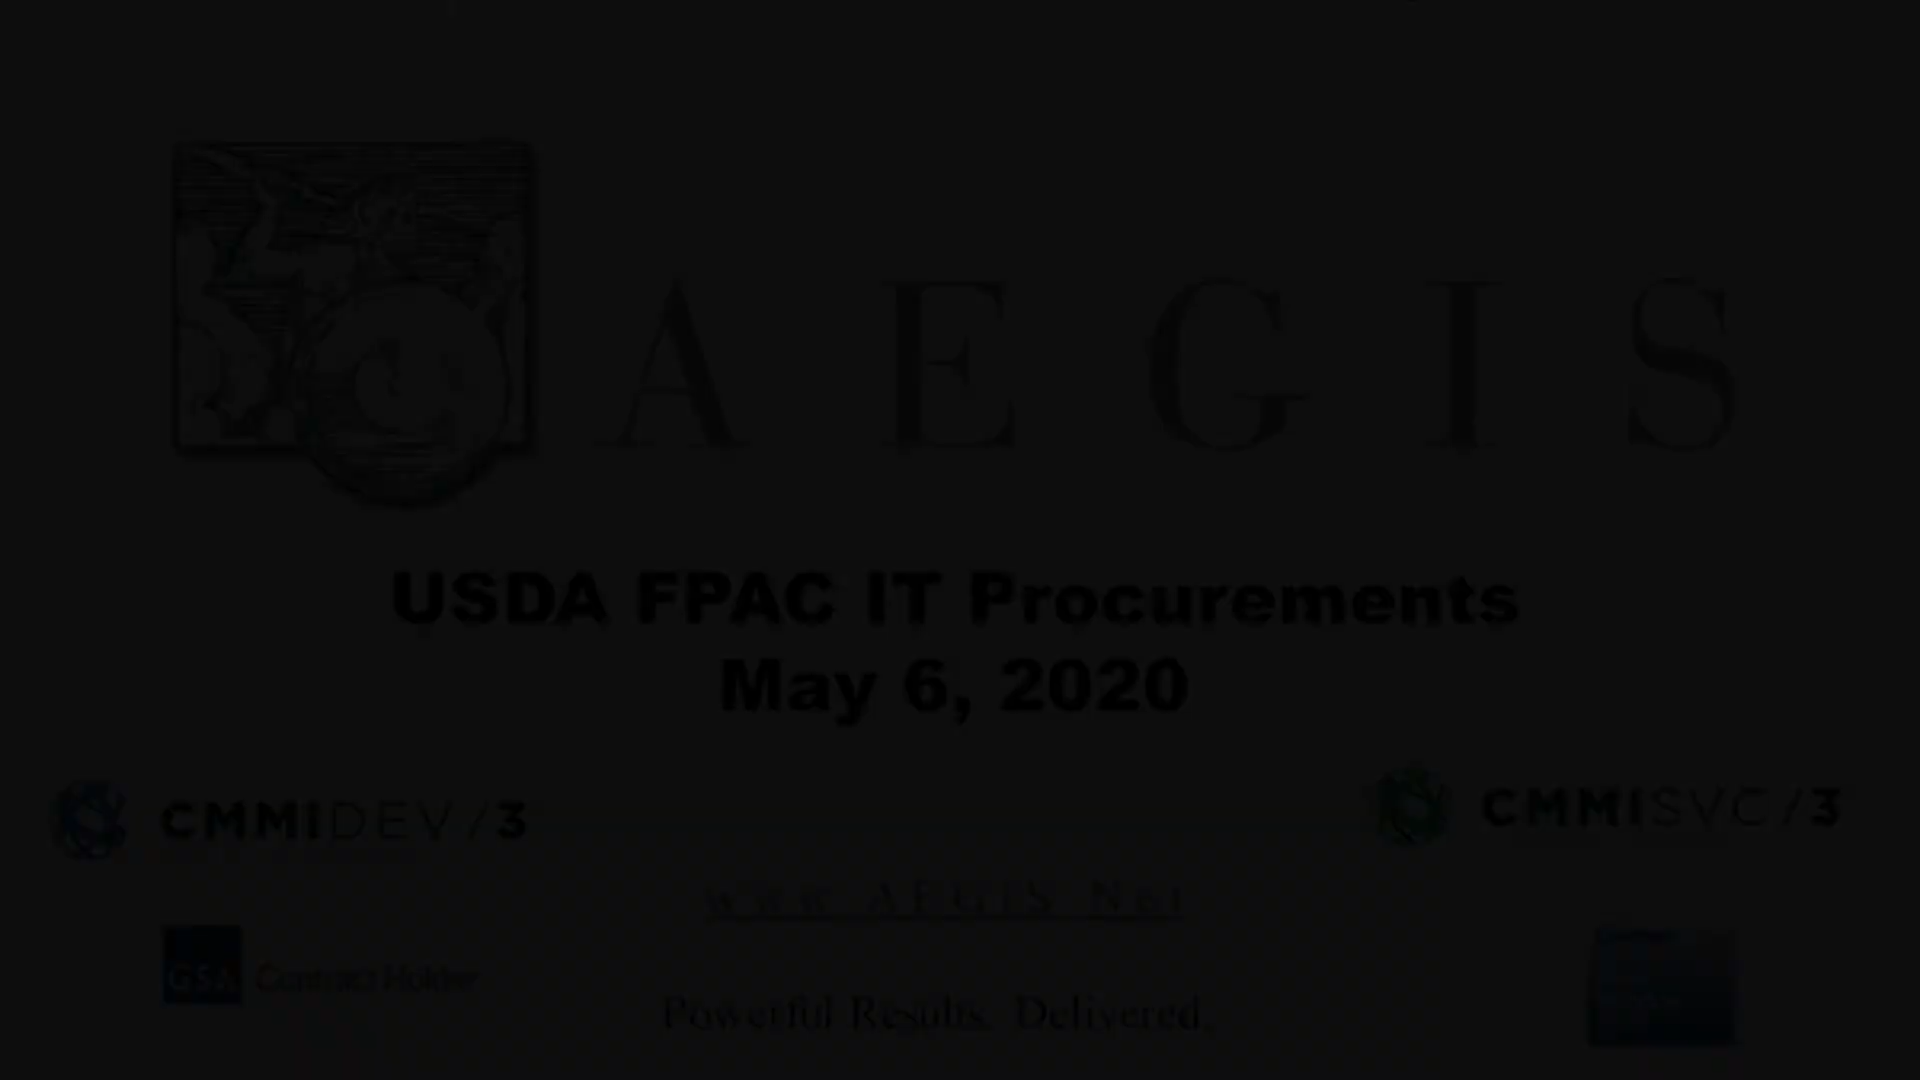 AEGIS
USDA FPAC IT Procurements
May 6, 2020
CMMIDEV/3
CMMISVC/3
www.AEGIS.Net
GSA Contract Holder
Powerful Results. Delivered.